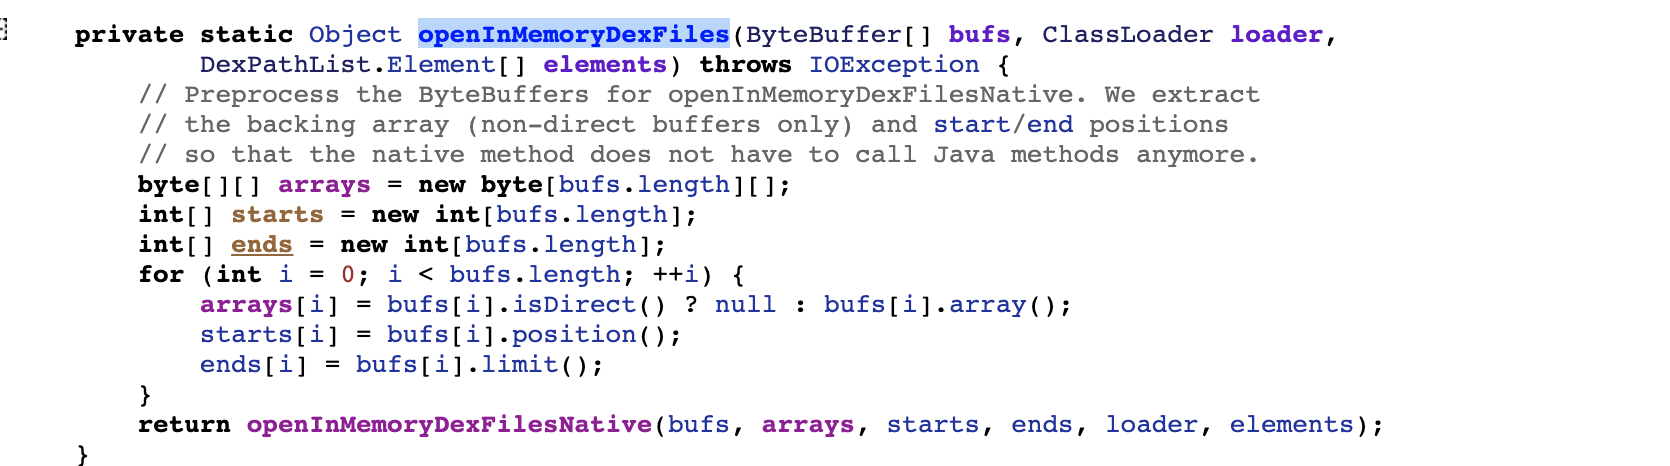 private static Object openInMemoryDexFiles(ByteBuffer[] bufs, ClassLoader loader,
        DexPathList.Element[] elements) throws IOException {
    // Preprocess the ByteBuffers for openInMemoryDexFilesNative. We extract
    // the backing array (non-direct buffers only) and start/end positions
    // so that the native method does not have to call Java methods anymore.
    byte[][] arrays = new byte[bufs.length][];
    int[] starts = new int[bufs.length];
    int[] ends = new int[bufs.length];
    for (int i = 0; i < bufs.length; ++i) {
        arrays[i] = bufs[i].isDirect() ? null : bufs[i].array();
        starts[i] = bufs[i].position();
        ends[i] = bufs[i].limit();
    }
    return openInMemoryDexFilesNative(bufs, arrays, starts, ends, loader, elements);
}